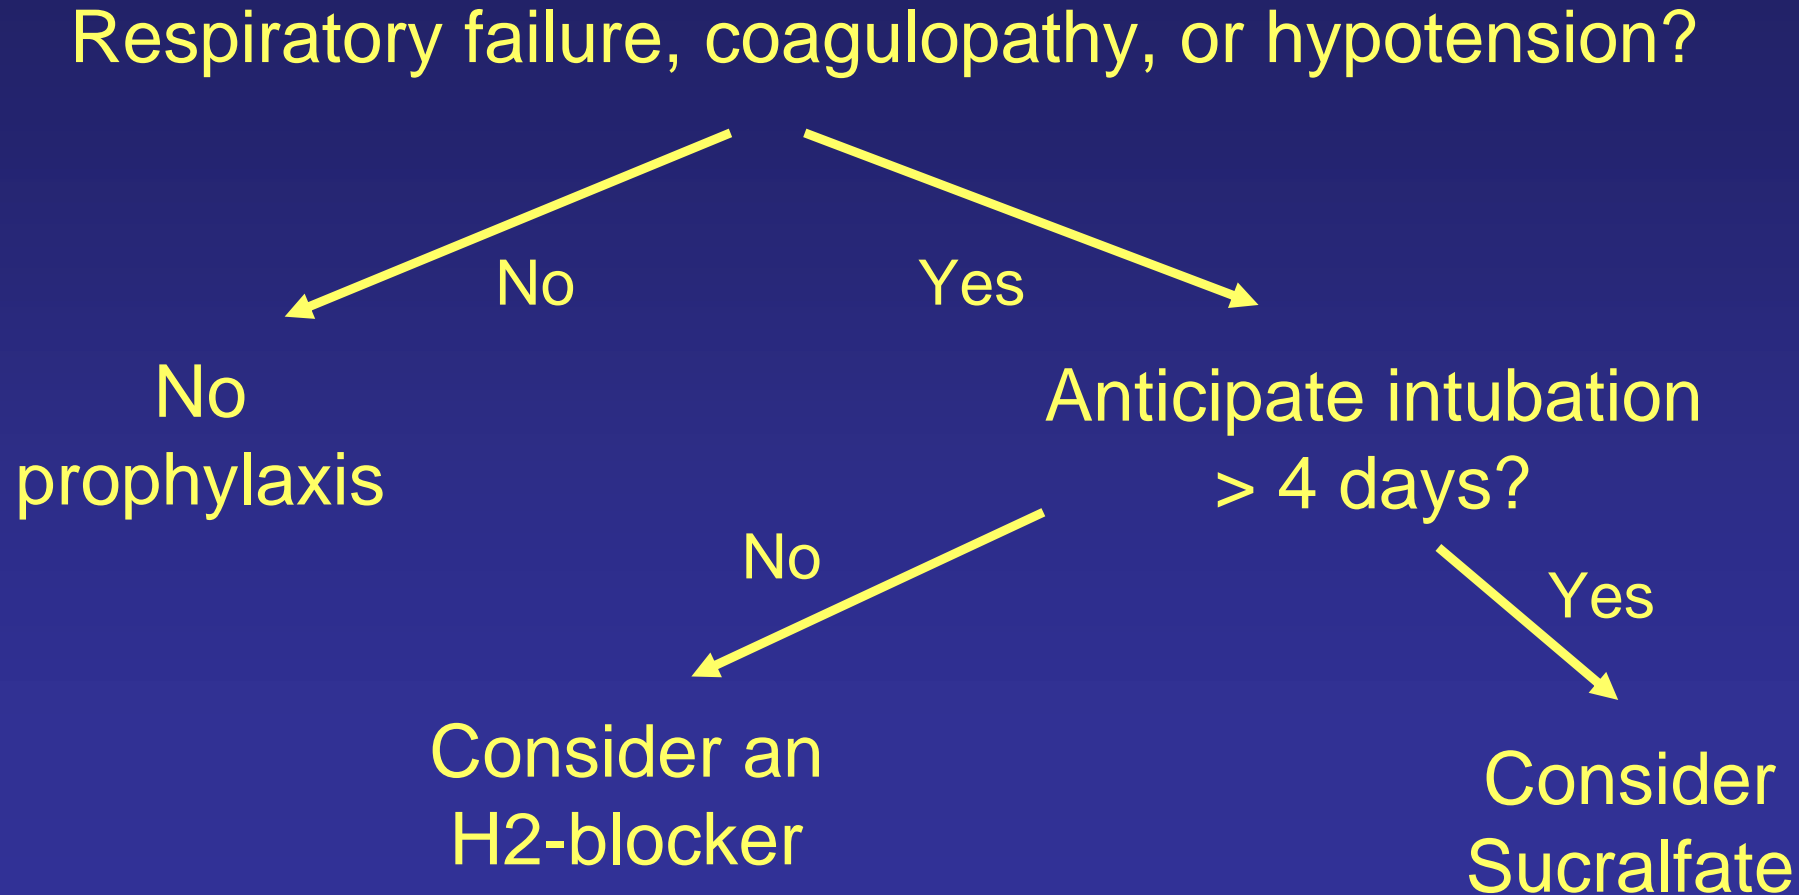 Respiratory failure, coagulopathy, or hypotension?
No
Yes
No
prophylaxis
Anticipate intubation
> 4 days?
No
Yes
Consider an
H2-blocker
Consider
Sucralfate